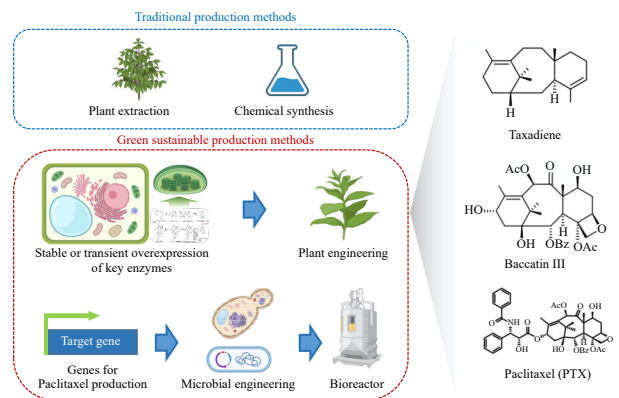 Traditional production methods
Plant extraction
Chemical synthesis
Green sustainable production methods
Stable or transient overexpression
of key enzymes
Plant engineering
Target gene
Genes for
Paclitaxel production
Microbial engineering
Bioreactor
H
H
Taxadiene
AcO
O
OH
HO
H
OH
OBz
OAc
O
Baccatin III
O
NH
O
OH
O
AcO
O
OH
HO
H
OBz
OAc
O
Paclitaxel (PTX)